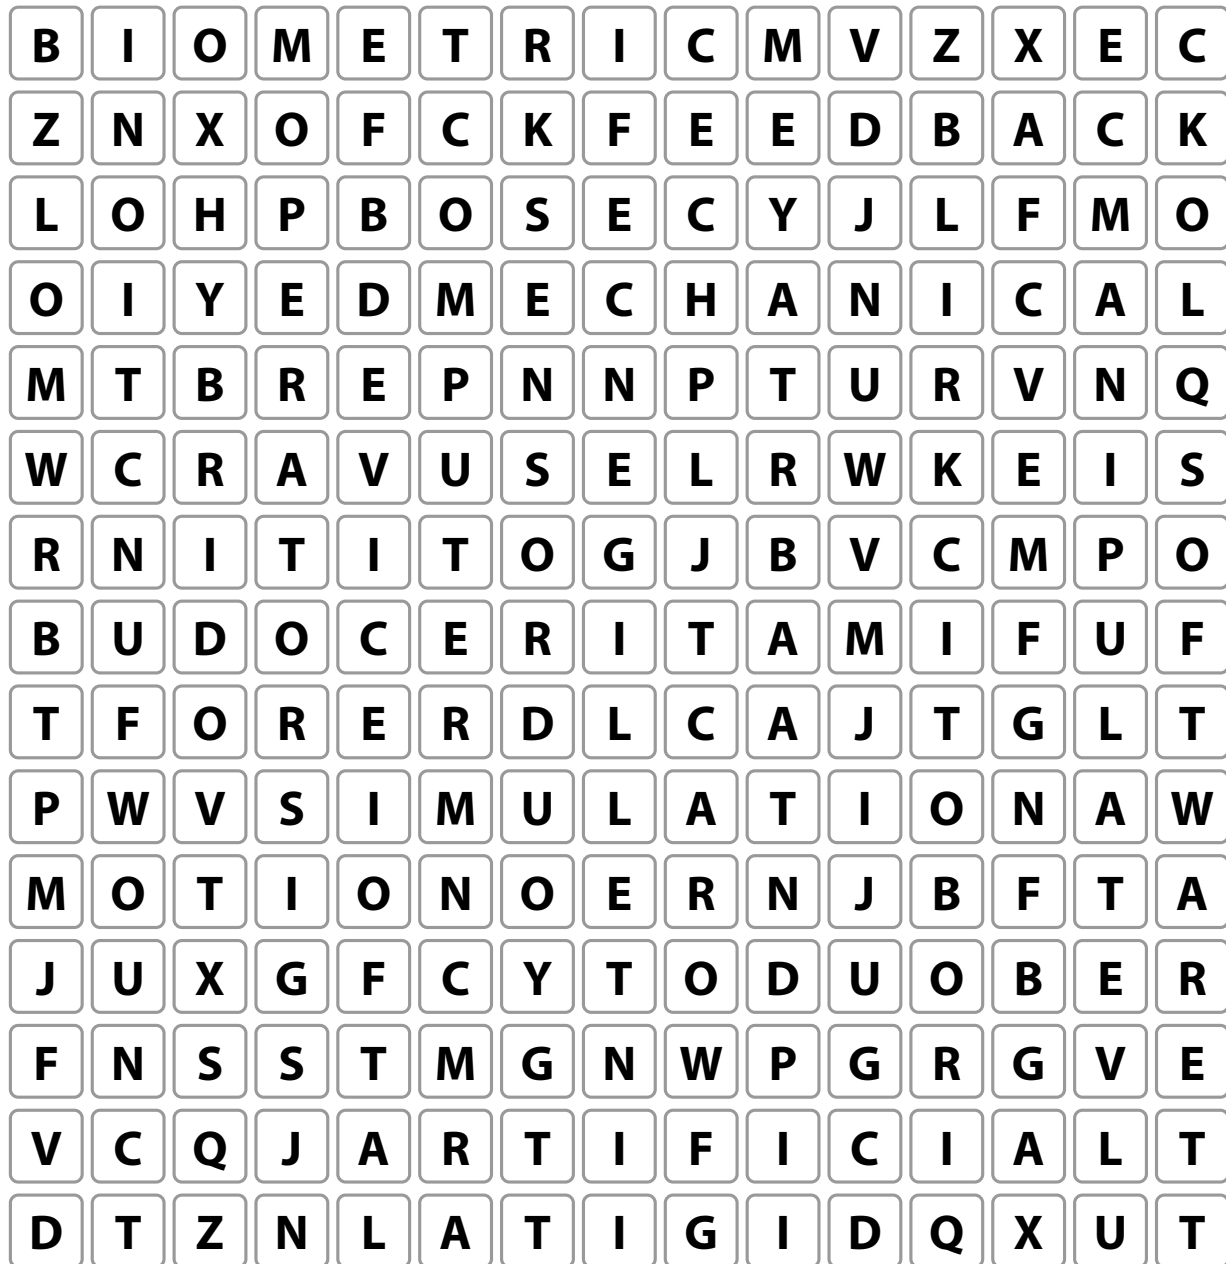 B I O M E T R I C M V Z X E C
Z N X O F C K F E E D B A C K
L O H P B O S E C Y J L F M O
O I Y E D M E C H A N I C A L
M T B R E P N N P T U R V N Q
W C R A V U S E L R W K E I S
R N I T I T O G J B V C M P O
B U D O C E R I T A M I F U F
T F O R E R D L C A J T G L T
P W V S I M U L A T I O N A W
M O T I O N O E R N J B F T A
J U X G F C Y T O D U O B E R
F N S S T M G N W P G R G V E
V C Q J A R T I F I C I A L T
D T Z N L A T I G I D Q X U T